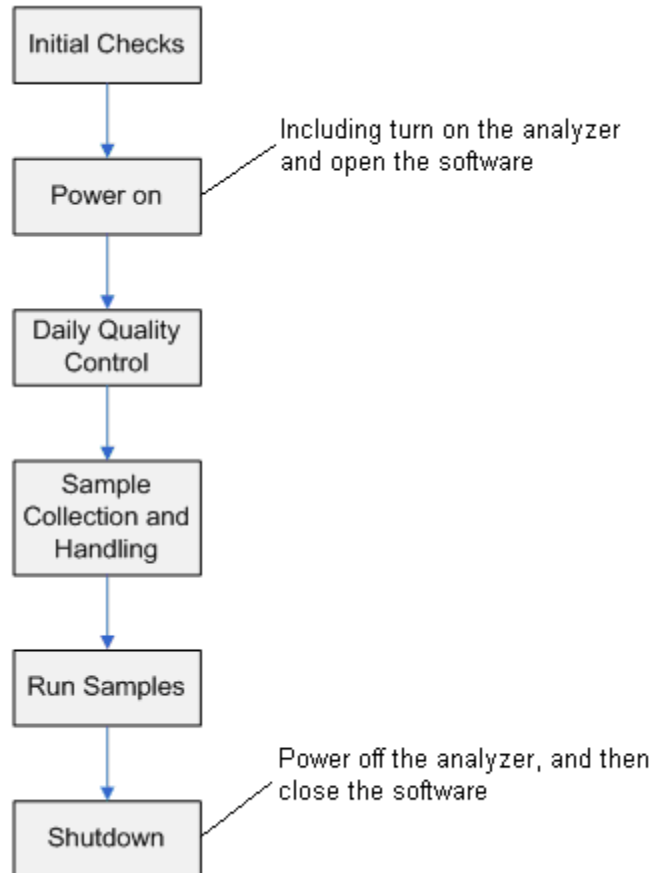 Initial Checks
Including turn on the analyzer
and open the software
Power on
Daily Quality
Control
Sample
Collection and
Handling
Run Samples
Power off the analyzer, and then
close the software
Shutdown